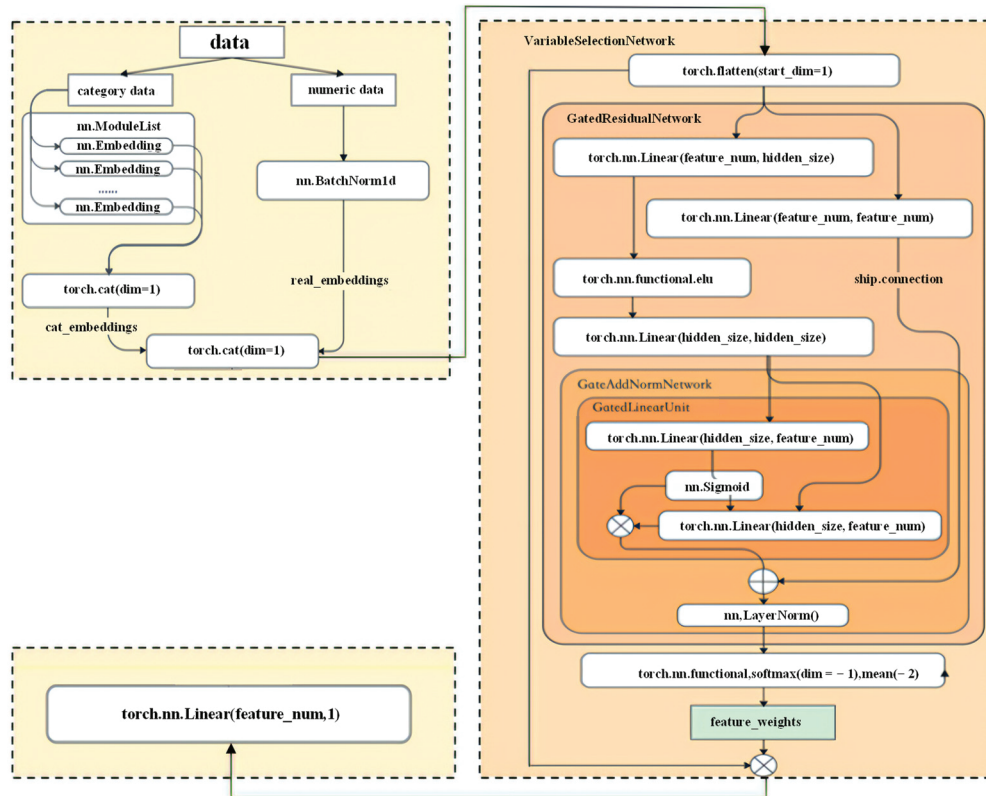 data
category data
numeric data
nn.ModuleList
nn.Embedding
nn.Embedding
......
nn.Embedding
nn.BatchNorm1d
torch.cat(dim=1)
real_embeddings
cat_embeddings
torch.cat(dim=1)
VariableSelectionNetwork
torch.flatten(start_dim=1)
GatedResidualNetwork
torch.nn.Linear(feature_num, hidden_size)
torch.nn.Linear(feature_num, feature_num)
torch.nn.functional.elu
ship.connection
torch.nn.Linear(hidden_size, hidden_size)
GateAddNormNetwork
GatedLinearUnit
torch.nn.Linear(hidden_size, feature_num)
nn.Sigmoid
torch.nn.Linear(hidden_size, feature_num)
nn,LayerNorm()
torch.nn.functional,softmax(dim = − 1),mean(− 2)
feature_weights
torch.nn.Linear(feature_num,1)